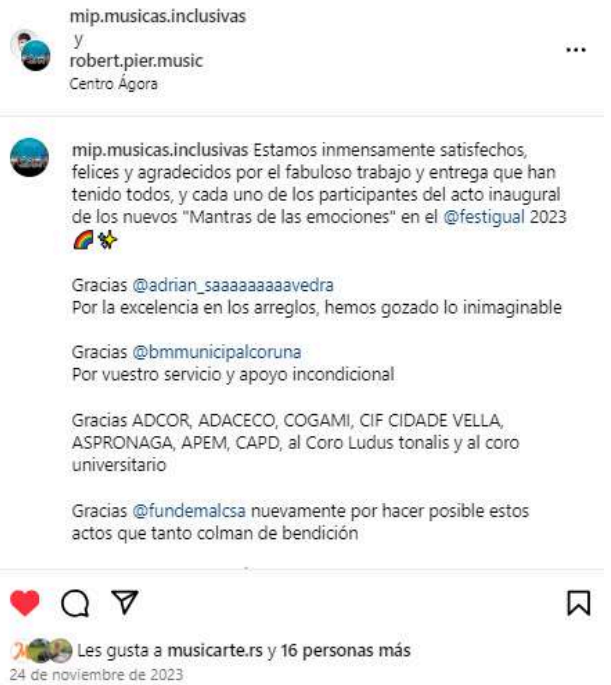 mip.musicas.inclusivas
y
robert.pier.music
Centro Ágora
mip.musicas.inclusivas Estamos inmensamente satisfechos,
felices y agradecidos por el fabuloso trabajo y entrega que han
tenido todos, y cada uno de los participantes del acto inaugural
de los nuevos "Mantras de las emociones" en el @festigual 2023
🌈✨
Gracias @adrian_saaaaaaaaavedra
Por la excelencia en los arreglos, hemos gozado lo inimaginable
Gracias @bmmunicipalcoruna
Por vuestro servicio y apoyo incondicional
Gracias ADCOR, ADACECO, COGAMI, CIF CIDADE VELLA,
ASPRONAGA, APEM, CAPD, al Coro Ludus tonalis y al coro
universitario
Gracias @fundemalcsa nuevamente por hacer posible estos
actos que tanto colman de bendición
Les gusta a musicarte.rs y 16 personas más
24 de noviembre de 2023